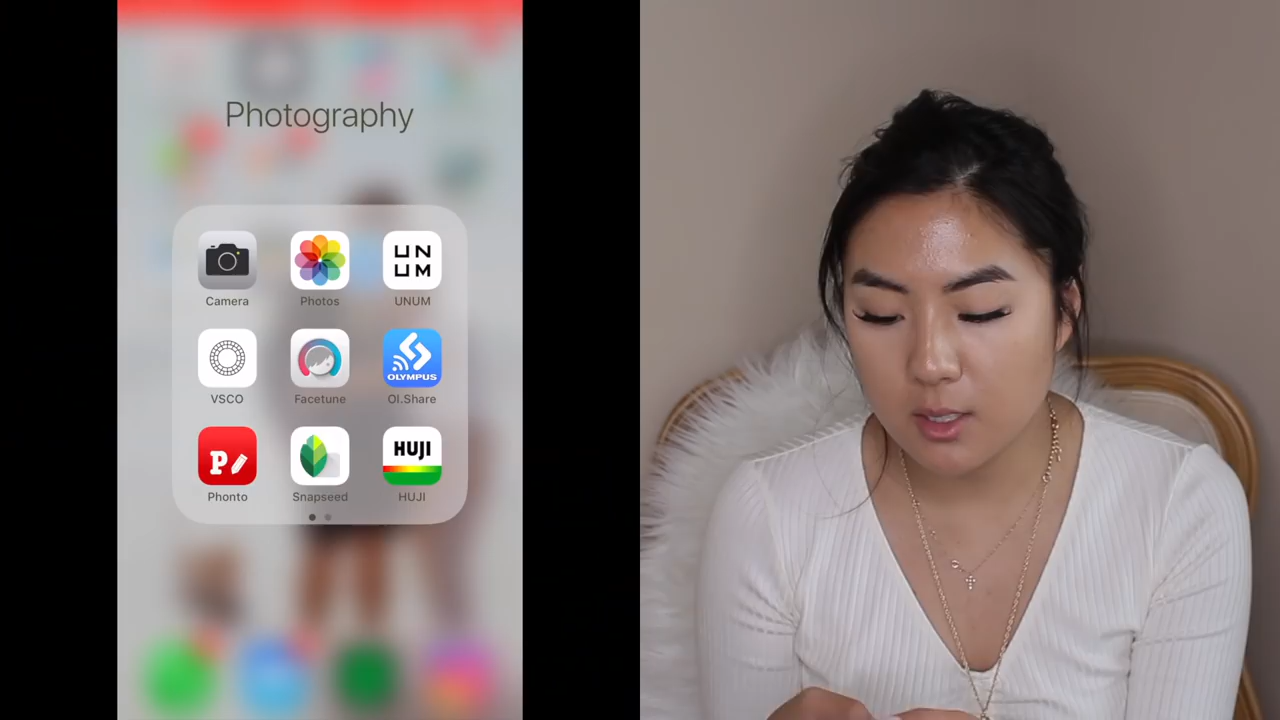 Photography
Camera
Photos
UN
UM
UNUM
VSCO
Facetune
OLYMPUS
OI.Share
P
Phonto
Snapseed
HUJI
HUJI